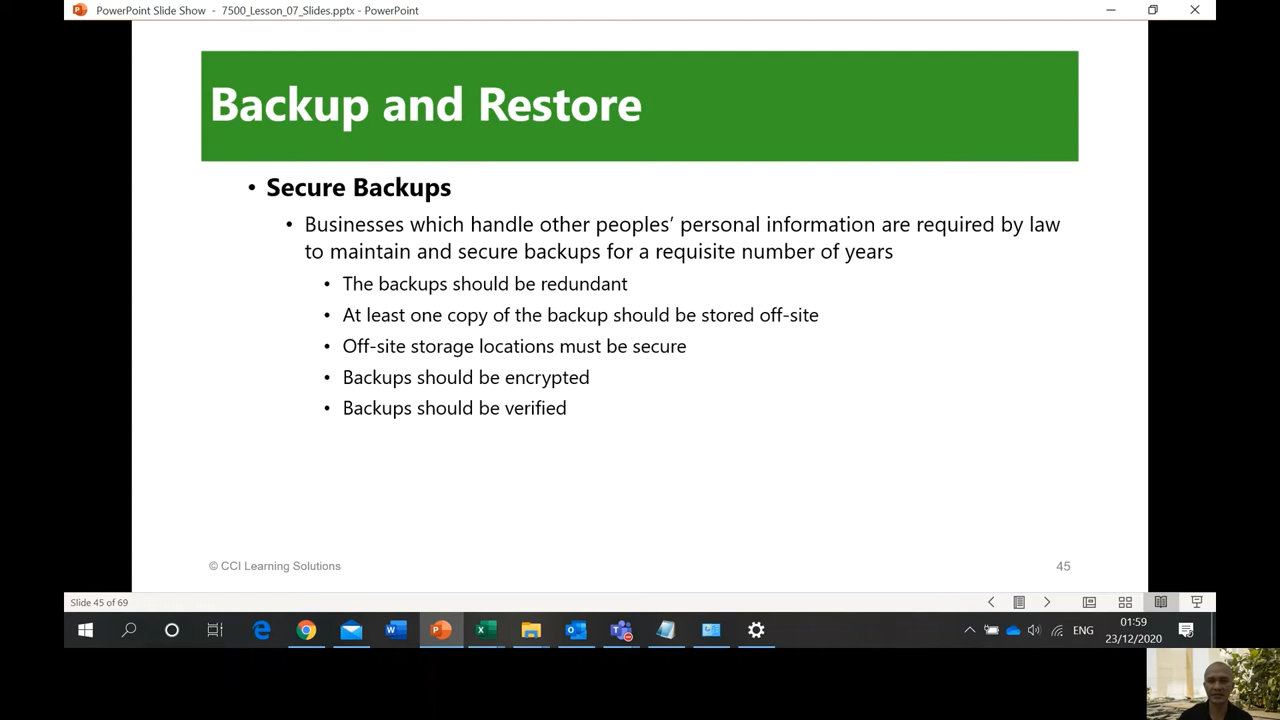 PowerPoint Slide Show - 7500_Lesson_07_Slides.pptx - PowerPoint
Backup and Restore
• Secure Backups
• Businesses which handle other peoples’ personal information are required by law
to maintain and secure backups for a requisite number of years
• The backups should be redundant
• At least one copy of the backup should be stored off-site
• Off-site storage locations must be secure
• Backups should be encrypted
• Backups should be verified
© CCI Learning Solutions
45
Slide 45 of 69
ENG
01:59
23/12/2020